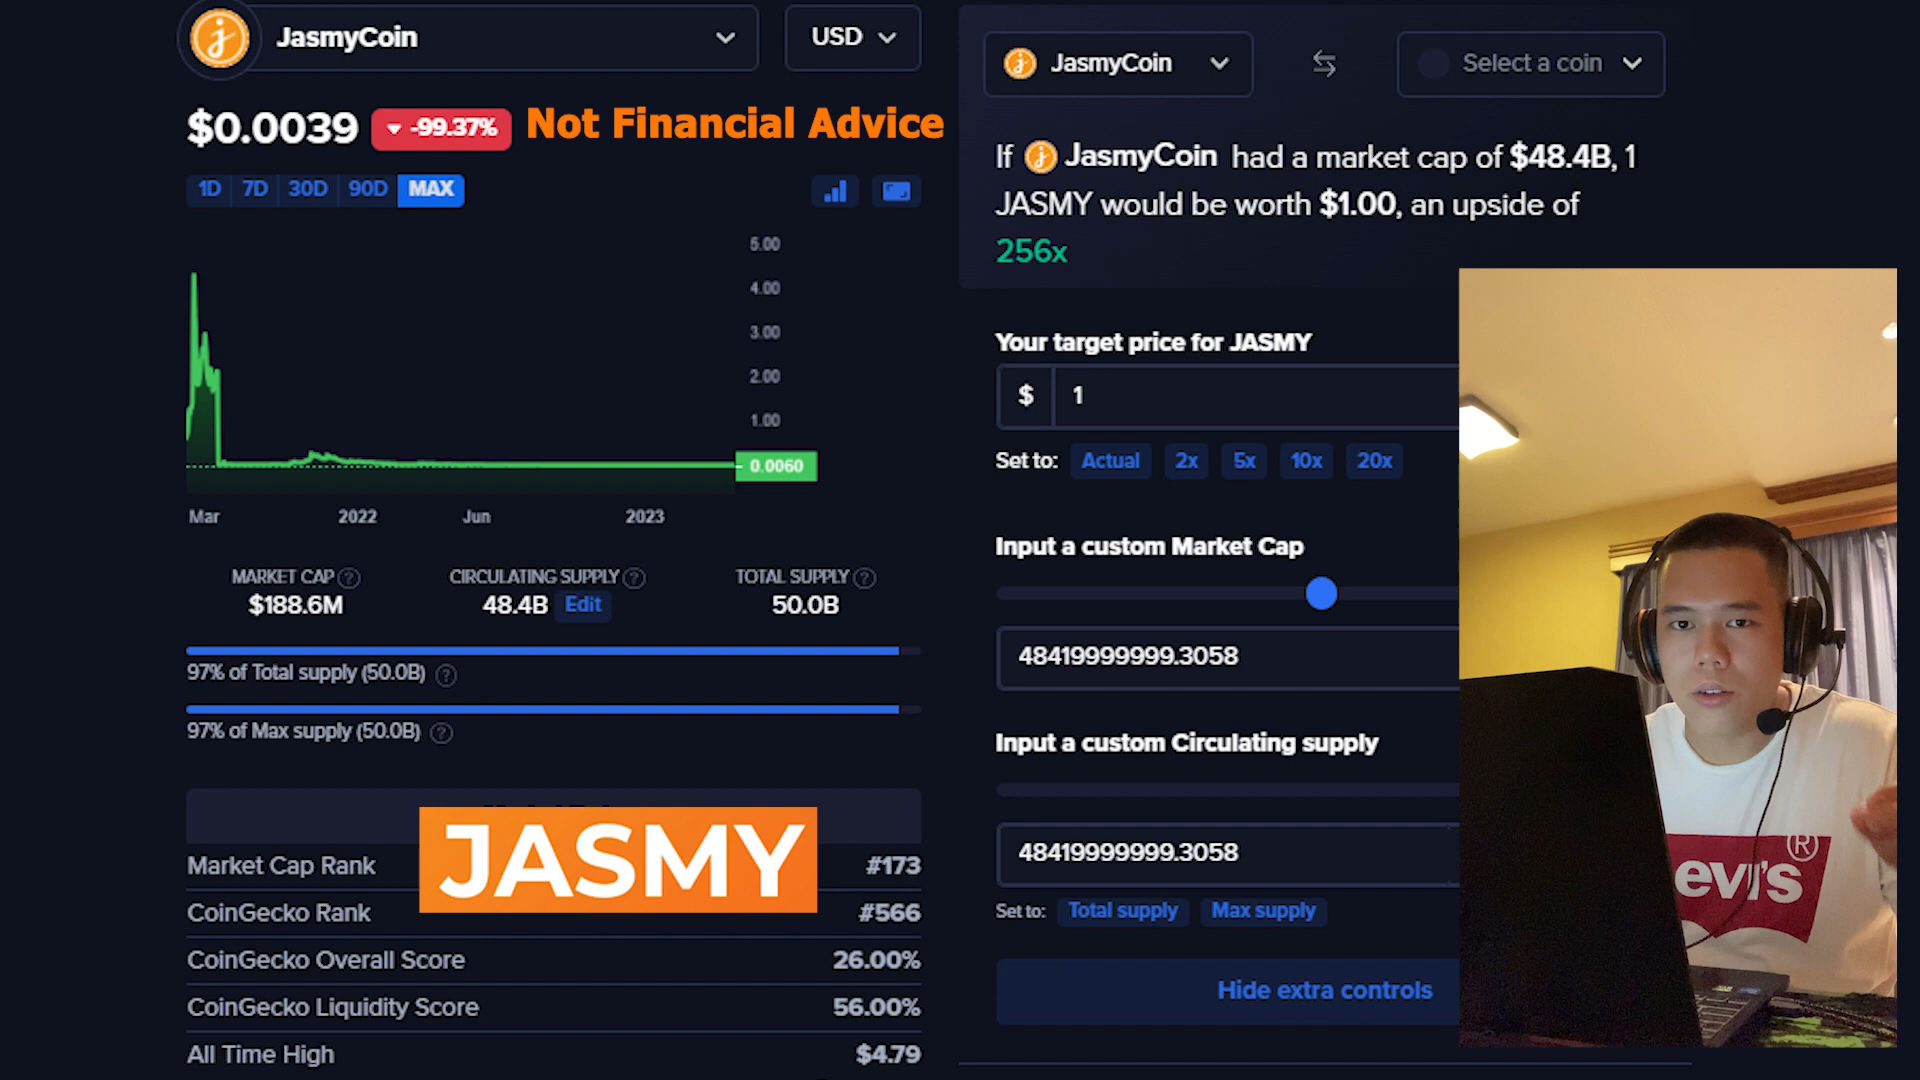 JasmyCoin
USD
$0.0039
-99.37%
Not Financial Advice
1D
7D
30D
90D
MAX
5.00
4.00
3.00
2.00
1.00
0.0060
Mar
2022
Jun
2023
MARKET CAP ?
$188.6M
CIRCULATING SUPPLY ?
48.4B Edit
TOTAL SUPPLY ?
50.0B
97% of Total supply (50.0B) ?
97% of Max supply (50.0B) ?
JASMY
Market Cap Rank #173
CoinGecko Rank #566
CoinGecko Overall Score 26.00%
CoinGecko Liquidity Score 56.00%
All Time High $4.79
JasmyCoin
Select a coin
If JasmyCoin had a market cap of $48.4B, 1
JASMY would be worth $1.00, an upside of
256x
Your target price for JASMY
$ 1
Set to: Actual 2x 5x 10x 20x
Input a custom Market Cap
48419999999.3058
Input a custom Circulating supply
48419999999.3058
Set to: Total supply Max supply
Hide extra controls
evi's ®